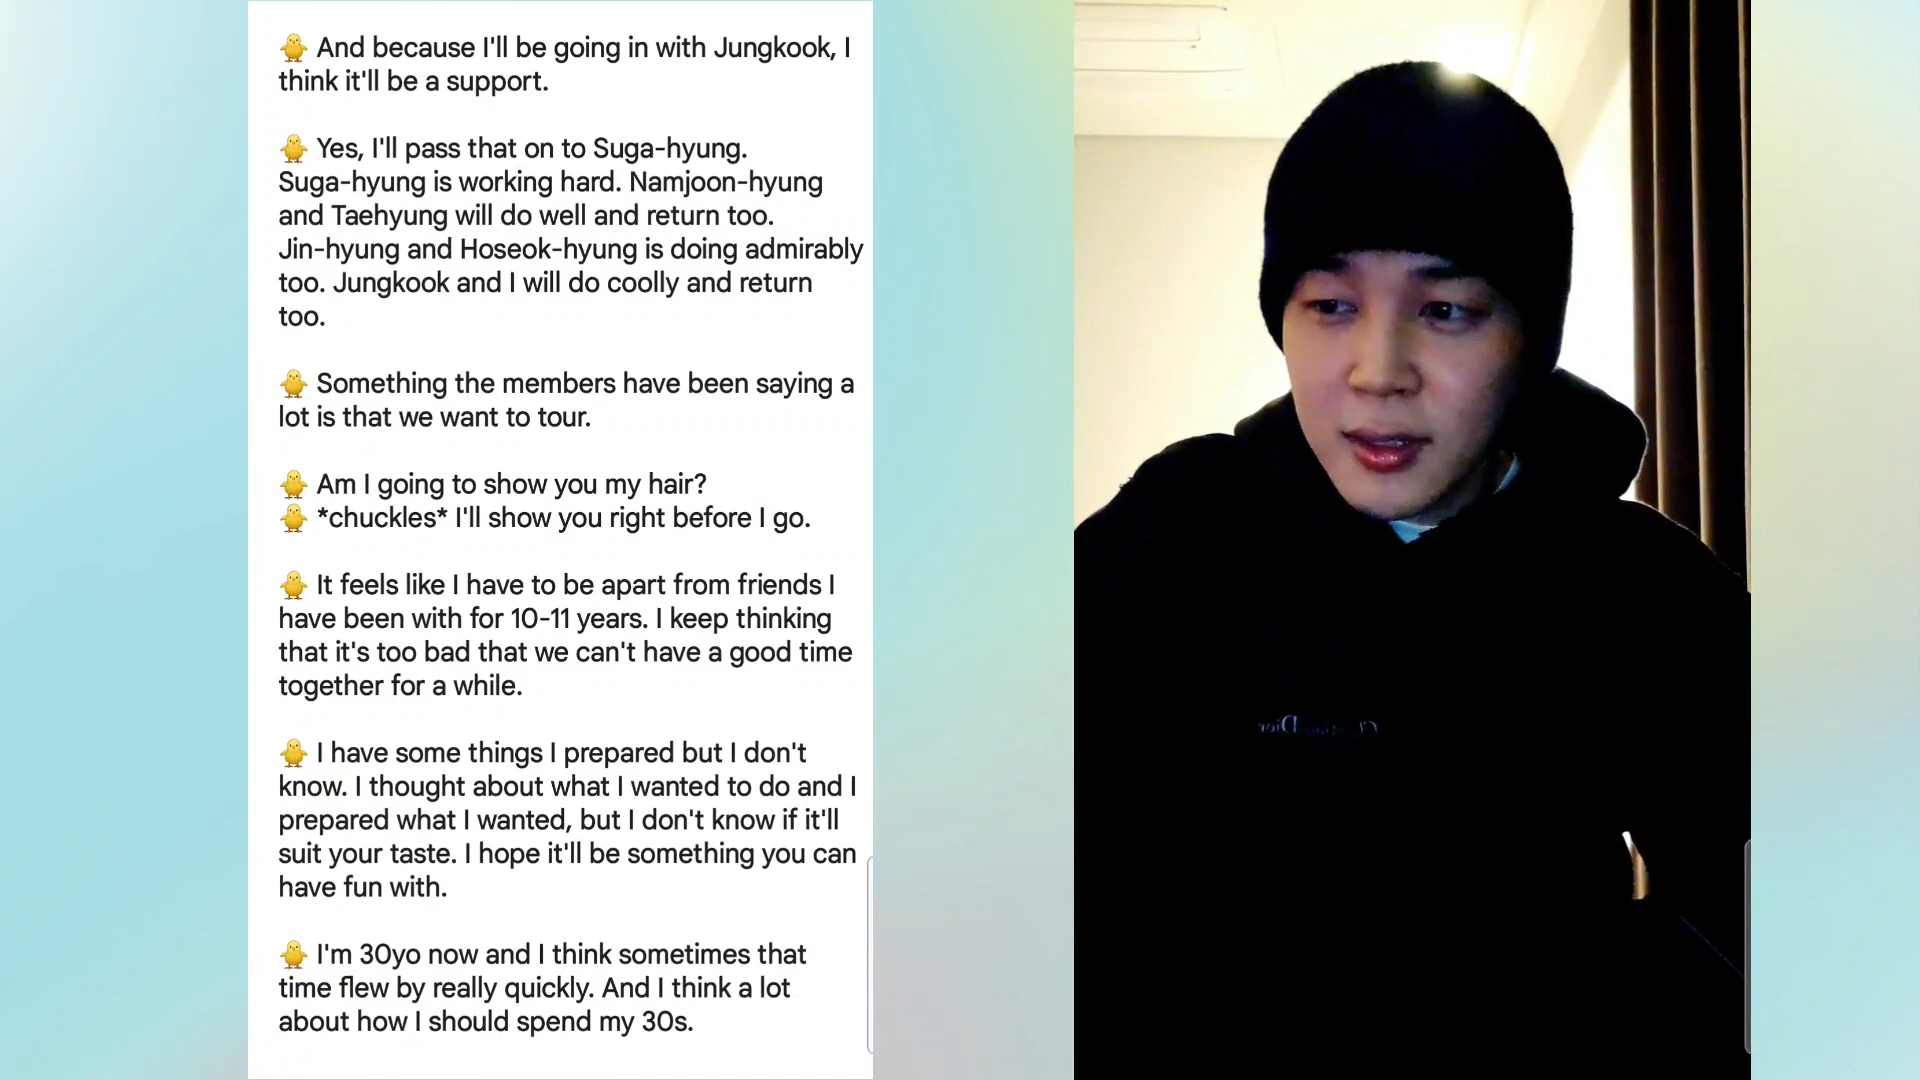 🐥 And because I'll be going in with Jungkook, I
think it'll be a support.
🐥 Yes, I'll pass that on to Suga-hyung.
Suga-hyung is working hard. Namjoon-hyung
and Taehyung will do well and return too.
Jin-hyung and Hoseok-hyung is doing admirably
too. Jungkook and I will do coolly and return
too.
🐥 Something the members have been saying a
lot is that we want to tour.
🐥 Am I going to show you my hair?
🐥 *chuckles* I'll show you right before I go.
🐥 It feels like I have to be apart from friends I
have been with for 10-11 years. I keep thinking
that it's too bad that we can't have a good time
together for a while.
🐥 I have some things I prepared but I don't
know. I thought about what I wanted to do and I
prepared what I wanted, but I don't know if it'll
suit your taste. I hope it'll be something you can
have fun with.
🐥 I'm 30yo now and I think sometimes that
time flew by really quickly. And I think a lot
about how I should spend my 30s.
Dior